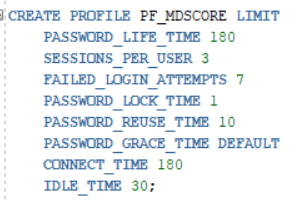 CREATE PROFILE PF_MDSCORE LIMIT
PASSWORD_LIFE_TIME 180
SESSIONS_PER_USER 3
FAILED_LOGIN_ATTEMPTS 7
PASSWORD_LOCK_TIME 1
PASSWORD_REUSE_TIME 10
PASSWORD_GRACE_TIME DEFAULT
CONNECT_TIME 180
IDLE_TIME 30;